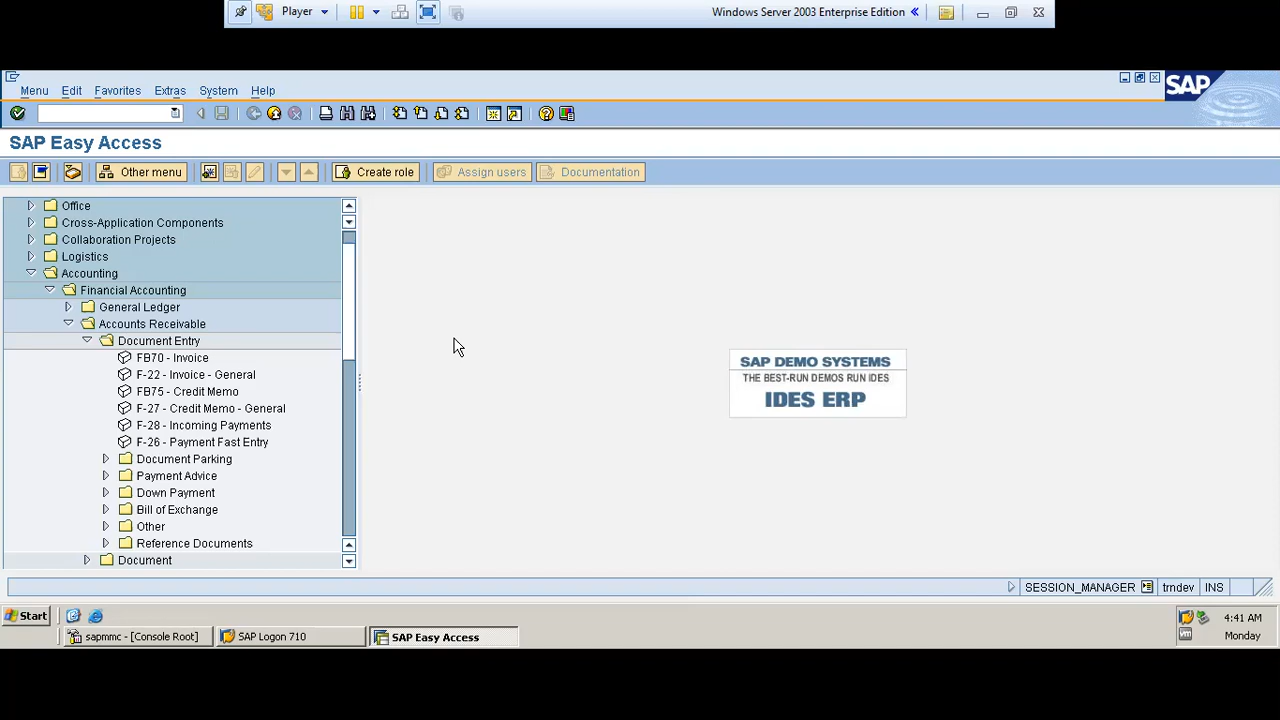 Player
Windows Server 2003 Enterprise Edition
Menu Edit Favorites Extras System Help
SAP
SAP Easy Access
Other menu Create role Assign users Documentation
Office
Cross-Application Components
Collaboration Projects
Logistics
Accounting
Financial Accounting
General Ledger
Accounts Receivable
Document Entry
FB70 - Invoice
F-22 - Invoice - General
FB75 - Credit Memo
F-27 - Credit Memo - General
F-28 - Incoming Payments
F-26 - Payment Fast Entry
Document Parking
Payment Advice
Down Payment
Bill of Exchange
Other
Reference Documents
Document
SAP DEMO SYSTEMS
THE BEST-RUN DEMOS RUN IDES
IDES ERP
SESSION_MANAGER trndev INS
Start
sapmmc - [Console Root] SAP Logon 710 SAP Easy Access
4:41 AM
Monday